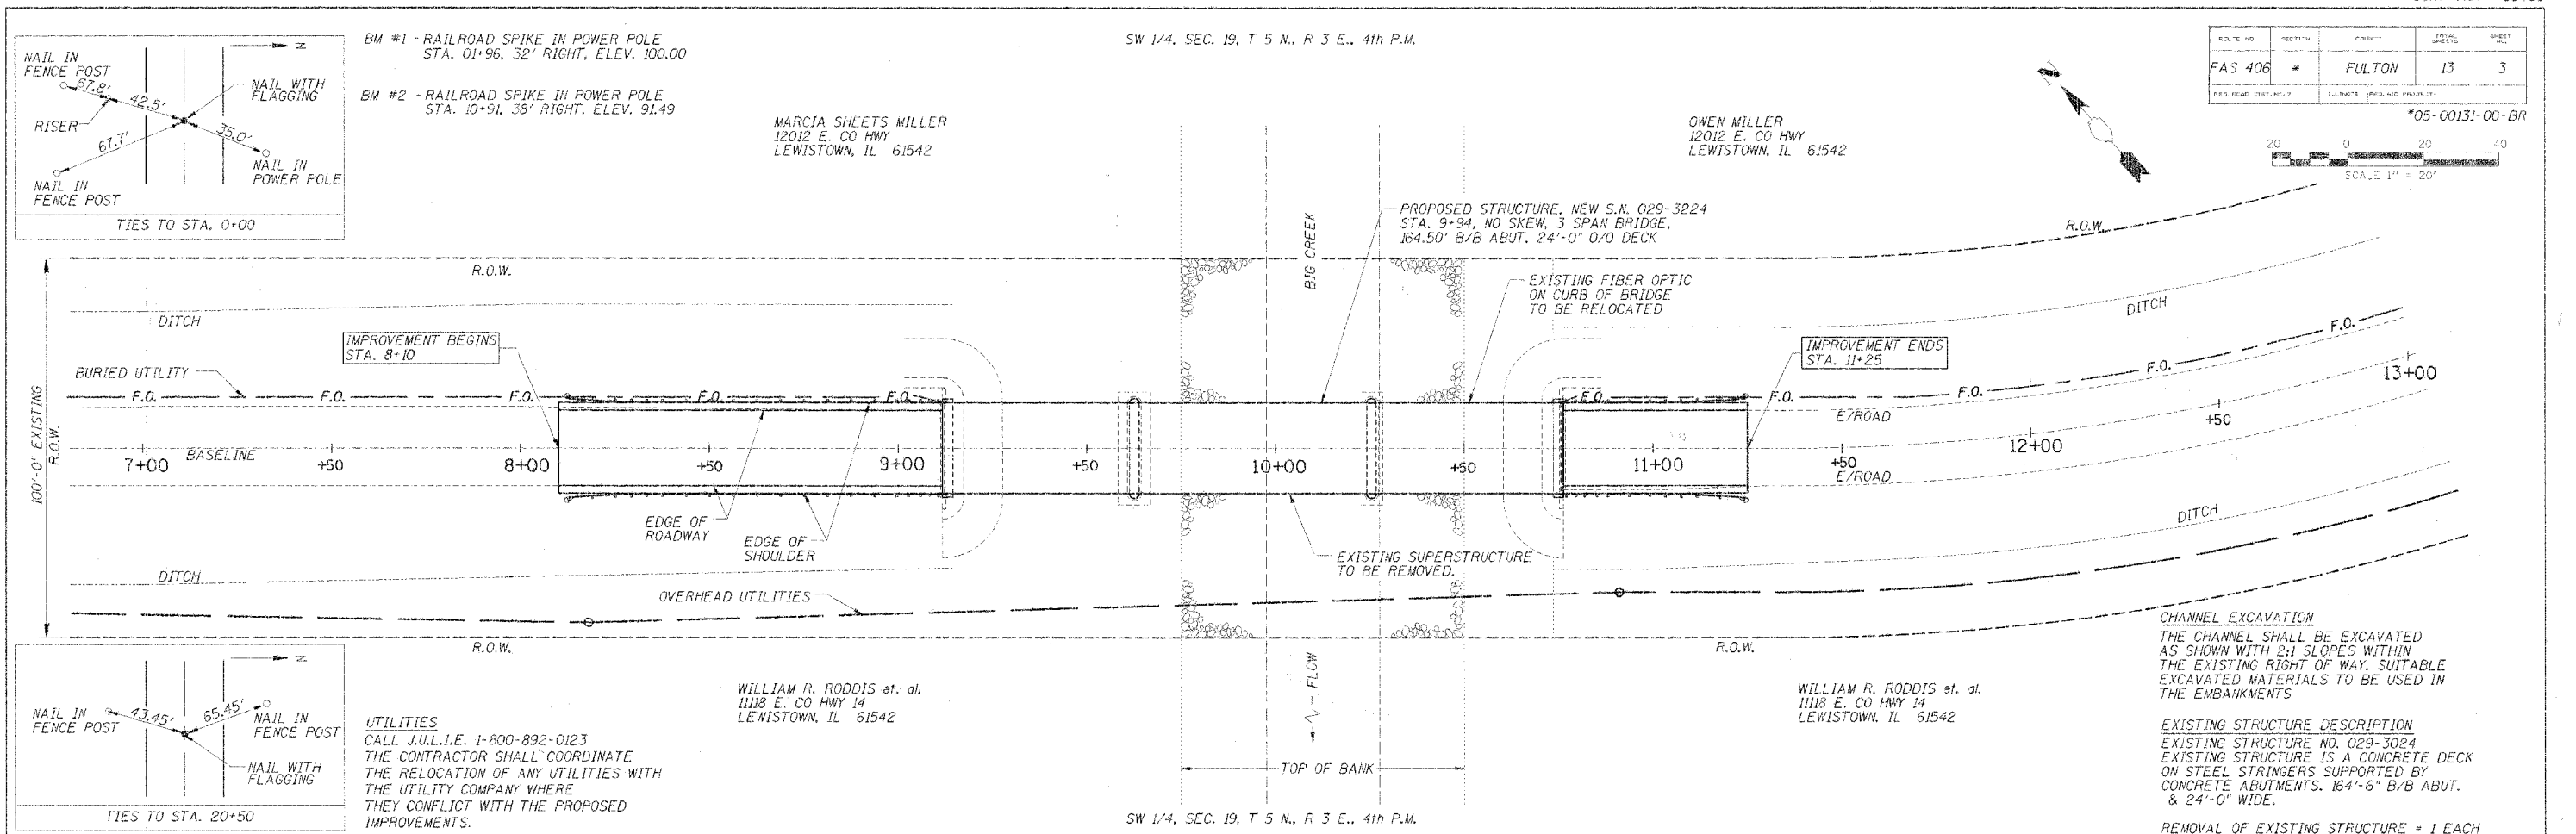 NAIL IN
FENCE POST
67.8'
42.5'
NAIL WITH
FLAGGING
RISER
67.7'
35.0'
NAIL IN
POWER POLE
NAIL IN
FENCE POST
N
TIES TO STA. 0+00
BM #1 - RAILROAD SPIKE IN POWER POLE
STA. 01+96, 32' RIGHT, ELEV. 100.00
BM #2 - RAILROAD SPIKE IN POWER POLE
STA. 10+91, 38' RIGHT, ELEV. 91.49
SW 1/4, SEC. 19, T 5 N., R 3 E., 4th P.M.
MARCIA SHEETS MILLER
12012 E. CO HWY
LEWISTOWN, IL 61542
OWEN MILLER
12012 E. CO HWY
LEWISTOWN, IL 61542
N
ROUTE NO. SECTION COUNTY TOTAL SHEETS SHEET NO.
FAS 406 * FULTON 13 3
*05-00131-00-BR
20 0 20 40
SCALE 1" = 20'
PROPOSED STRUCTURE, NEW S.N. 029-3224
STA. 9+94, NO SKEW, 3 SPAN BRIDGE,
164.50' B/B ABUT. 24'-0" O/O DECK
BIG CREEK
R.O.W.
R.O.W.
EXISTING FIBER OPTIC
ON CURB OF BRIDGE
TO BE RELOCATED
DITCH
DITCH
IMPROVEMENT BEGINS
STA. 8+10
IMPROVEMENT ENDS
STA. 11+25
BURIED UTILITY
F.O. F.O. F.O. F.O. F.O. F.O. F.O. F.O. F.O. F.O.
100'-0" EXISTING
R.O.W.
E/ROAD
BASELINE
7+00 +50 8+00 +50 9+00 +50 10+00 +50 11+00 +50 12+00 +50 13+00
E/ROAD
EDGE OF
ROADWAY
EDGE OF
SHOULDER
EXISTING SUPERSTRUCTURE
TO BE REMOVED.
DITCH
DITCH
OVERHEAD UTILITIES
R.O.W.
R.O.W.
FLOW
TOP OF BANK
NAIL IN
FENCE POST
43.45'
65.45'
NAIL IN
FENCE POST
NAIL WITH
FLAGGING
N
TIES TO STA. 20+50
UTILITIES
CALL J.U.L.I.E. 1-800-892-0123
THE CONTRACTOR SHALL COORDINATE
THE RELOCATION OF ANY UTILITIES WITH
THE UTILITY COMPANY WHERE
THEY CONFLICT WITH THE PROPOSED
IMPROVEMENTS.
WILLIAM R. RODDIS et. al.
11118 E. CO HWY 14
LEWISTOWN, IL 61542
WILLIAM R. RODDIS et. al.
11118 E. CO HWY 14
LEWISTOWN, IL 61542
SW 1/4, SEC. 19, T 5 N., R 3 E., 4th P.M.
CHANNEL EXCAVATION
THE CHANNEL SHALL BE EXCAVATED
AS SHOWN WITH 2:1 SLOPES WITHIN
THE EXISTING RIGHT OF WAY. SUITABLE
EXCAVATED MATERIALS TO BE USED IN
THE EMBANKMENTS
EXISTING STRUCTURE DESCRIPTION
EXISTING STRUCTURE NO. 029-3024
EXISTING STRUCTURE IS A CONCRETE DECK
ON STEEL STRINGERS SUPPORTED BY
CONCRETE ABUTMENTS. 164'-6" B/B ABUT.
& 24'-0" WIDE.
REMOVAL OF EXISTING STRUCTURE = 1 EACH